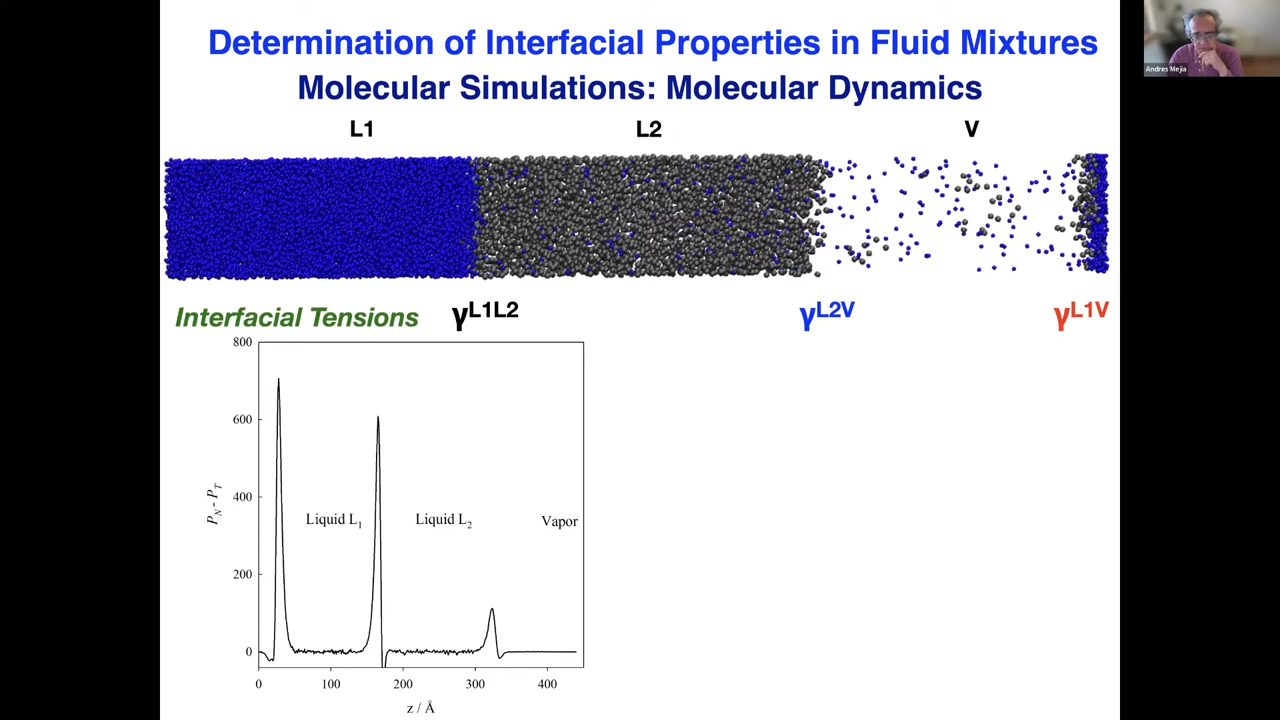 Determination of Interfacial Properties in Fluid Mixtures
Andres Mejia
Molecular Simulations: Molecular Dynamics
L1 L2 V
Interfacial Tensions γL1L2 γL2V γL1V
800
600
400
200
0
PN - PT
Liquid L1 Liquid L2 Vapor
0 100 200 300 400
z / Å